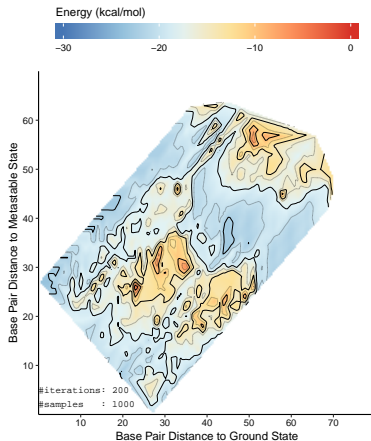 Energy (kcal/mol)
−30 −20 −10 0
Base Pair Distance to Metastable State
60
50
40
30
20
10
#iterations: 200
#samples   : 1000
0 10 20 30 40 50 60 70
Base Pair Distance to Ground State